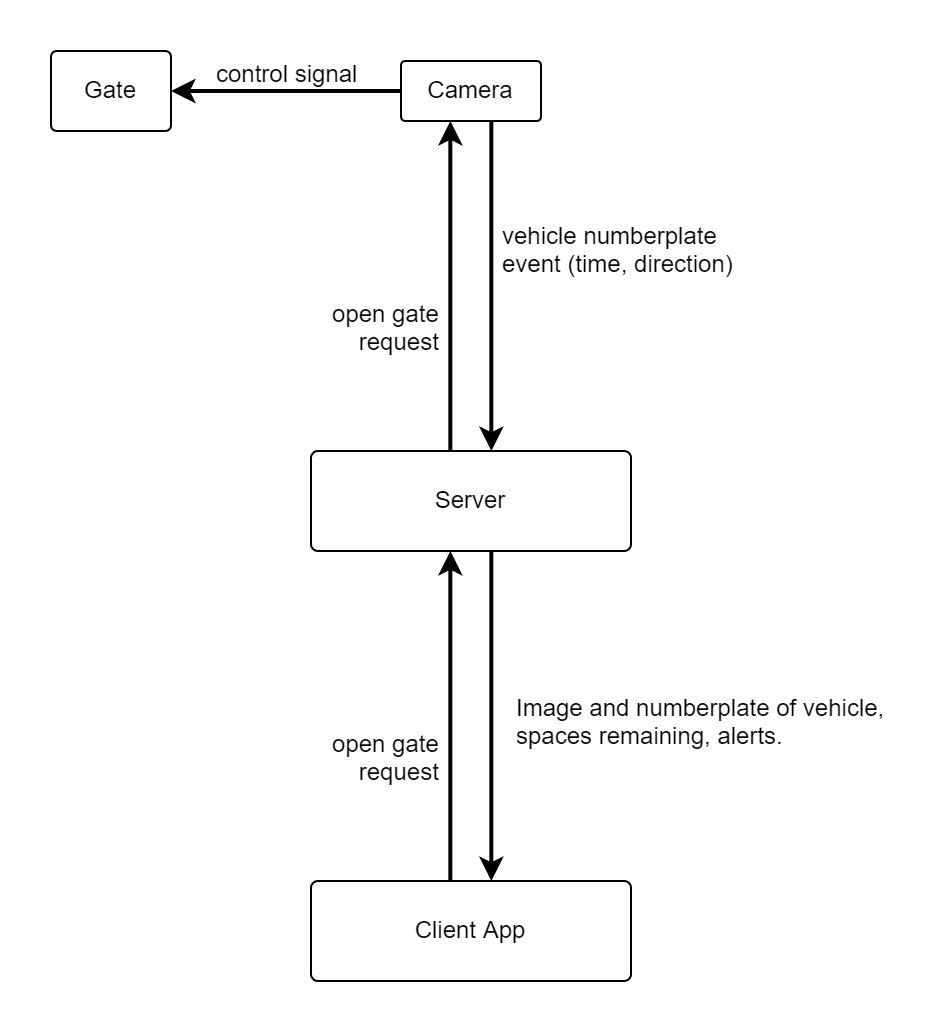 Gate
control signal
Camera
vehicle numberplate
event (time, direction)
open gate
request
Server
Image and numberplate of vehicle,
spaces remaining, alerts.
open gate
request
Client App